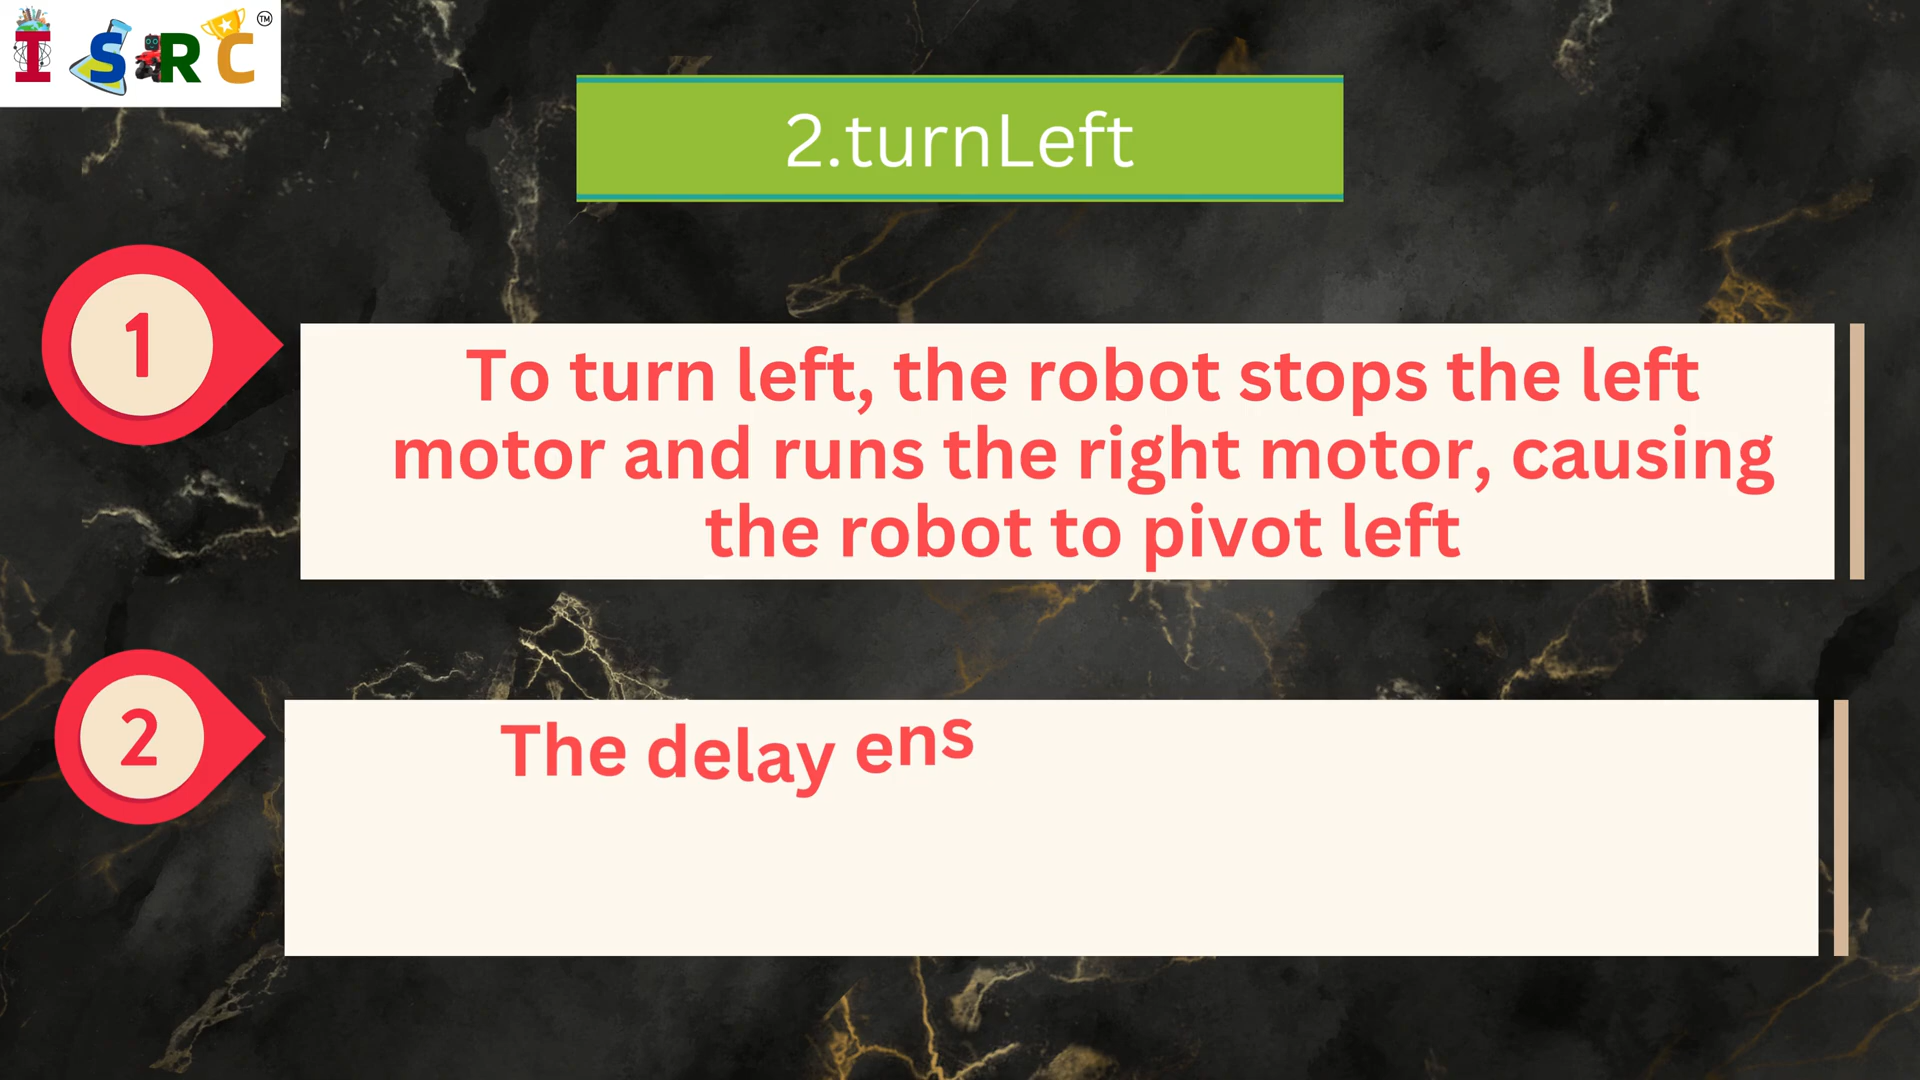 ISRC™
2.turnLeft
1
To turn left, the robot stops the left
motor and runs the right motor, causing
the robot to pivot left
2
The delay ens